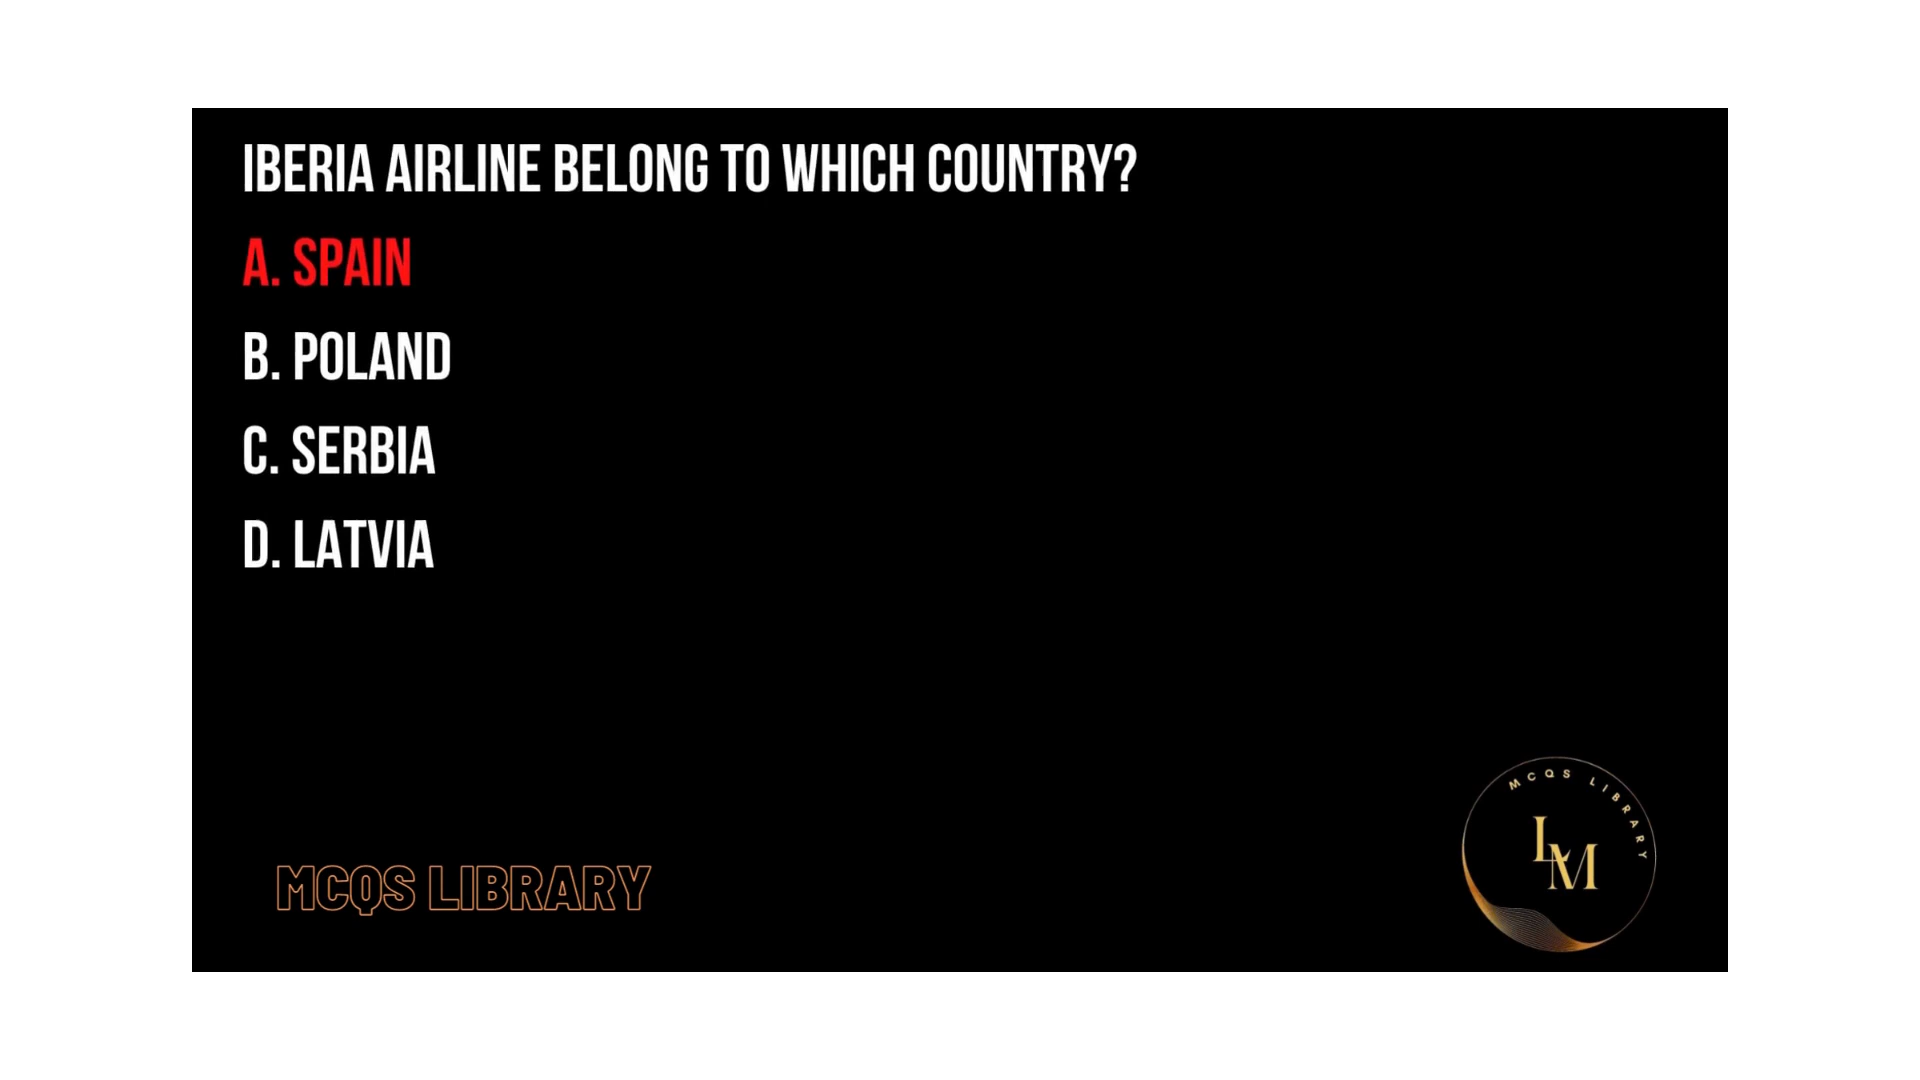 IBERIA AIRLINE BELONG TO WHICH COUNTRY?
A. SPAIN
B. POLAND
C. SERBIA
D. LATVIA
MCQS LIBRARY
MCQS LIBRARY
LM